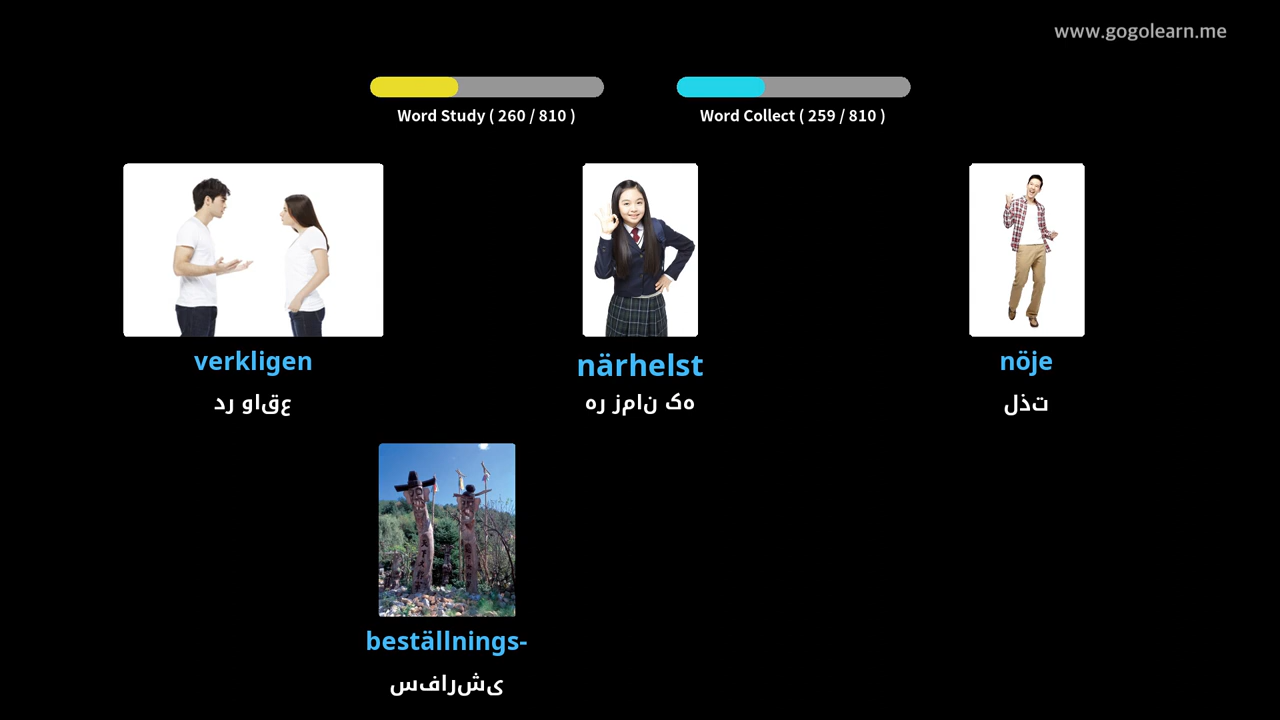 www.gogolearn.me
Word Study ( 260 / 810 )
Word Collect ( 259 / 810 )
verkligen
در واقع
närhelst
هر زمان که
nöje
لذت
beställnings-
سفارشی